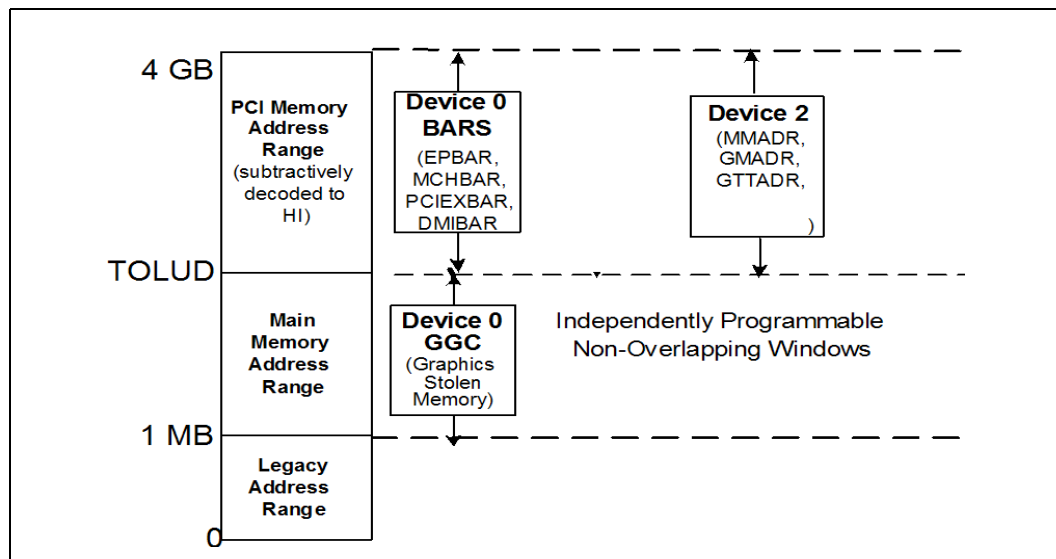 4 GB
PCI Memory
Address
Range
(subtractively
decoded to
HI)
TOLUD
Main
Memory
Address
Range
1 MB
Legacy
Address
Range
0
Device 0
BARS
(EPBAR,
MCHBAR,
PCIEXBAR,
DMIBAR
Device 2
(MMADR,
GMADR,
GTTADR,
)
Device 0
GGC
(Graphics
Stolen
Memory)
Independently Programmable
Non-Overlapping Windows